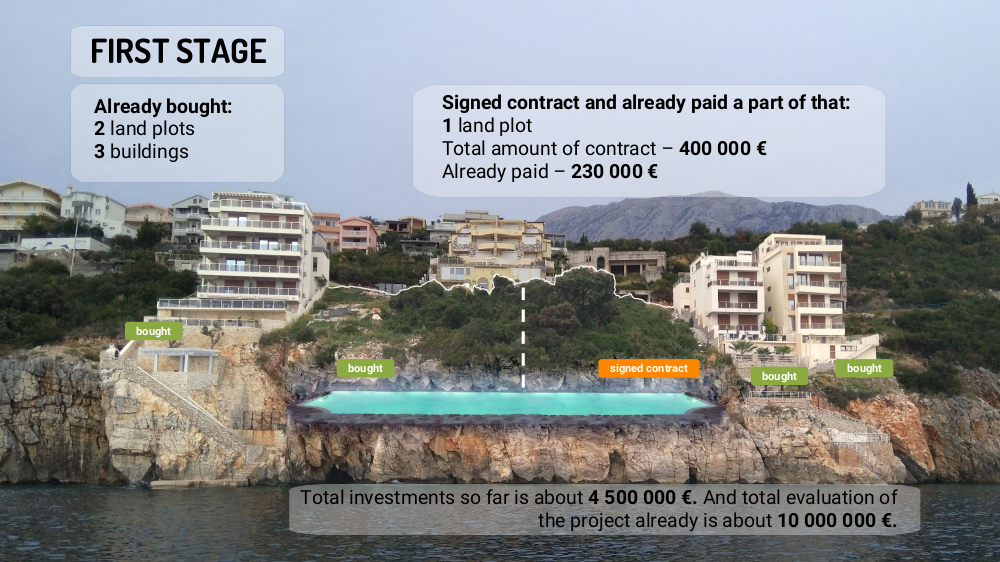 FIRST STAGE
Already bought:
2 land plots
3 buildings
Signed contract and already paid a part of that:
1 land plot
Total amount of contract – 400 000 €
Already paid – 230 000 €
bought
bought
signed contract
bought
bought
Total investments so far is about 4 500 000 €. And total evaluation of
the project already is about 10 000 000 €.